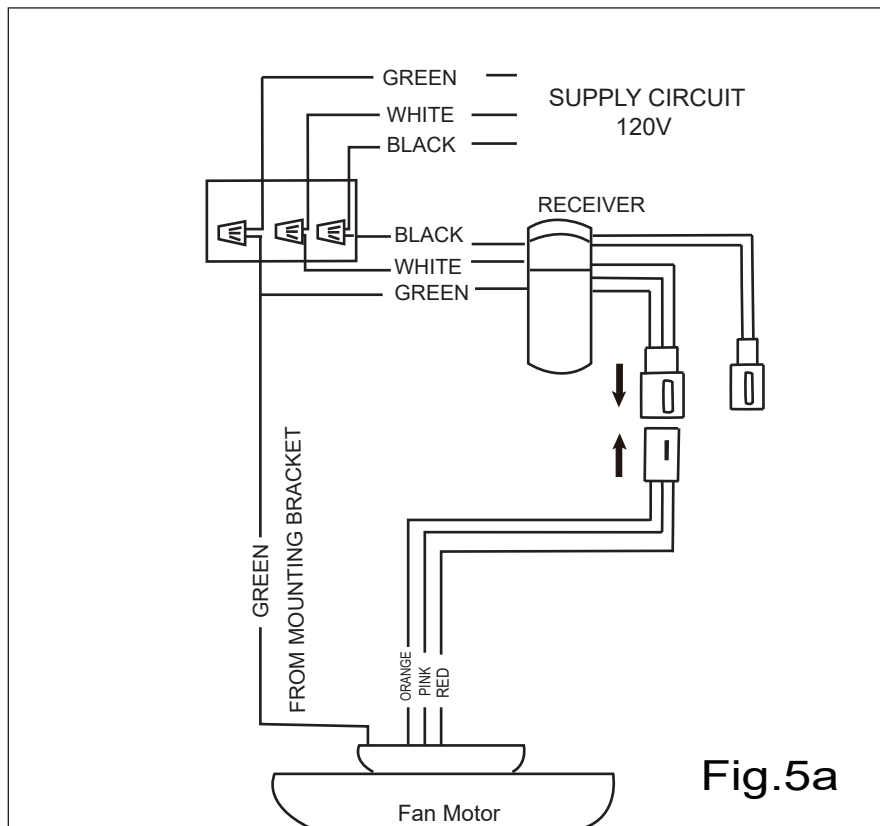 GREEN
WHITE
BLACK
SUPPLY CIRCUIT
120V
RECEIVER
BLACK
WHITE
GREEN
GREEN
FROM MOUNTING BRACKET
ORANGE
PINK
RED
Fan Motor
Fig.5a